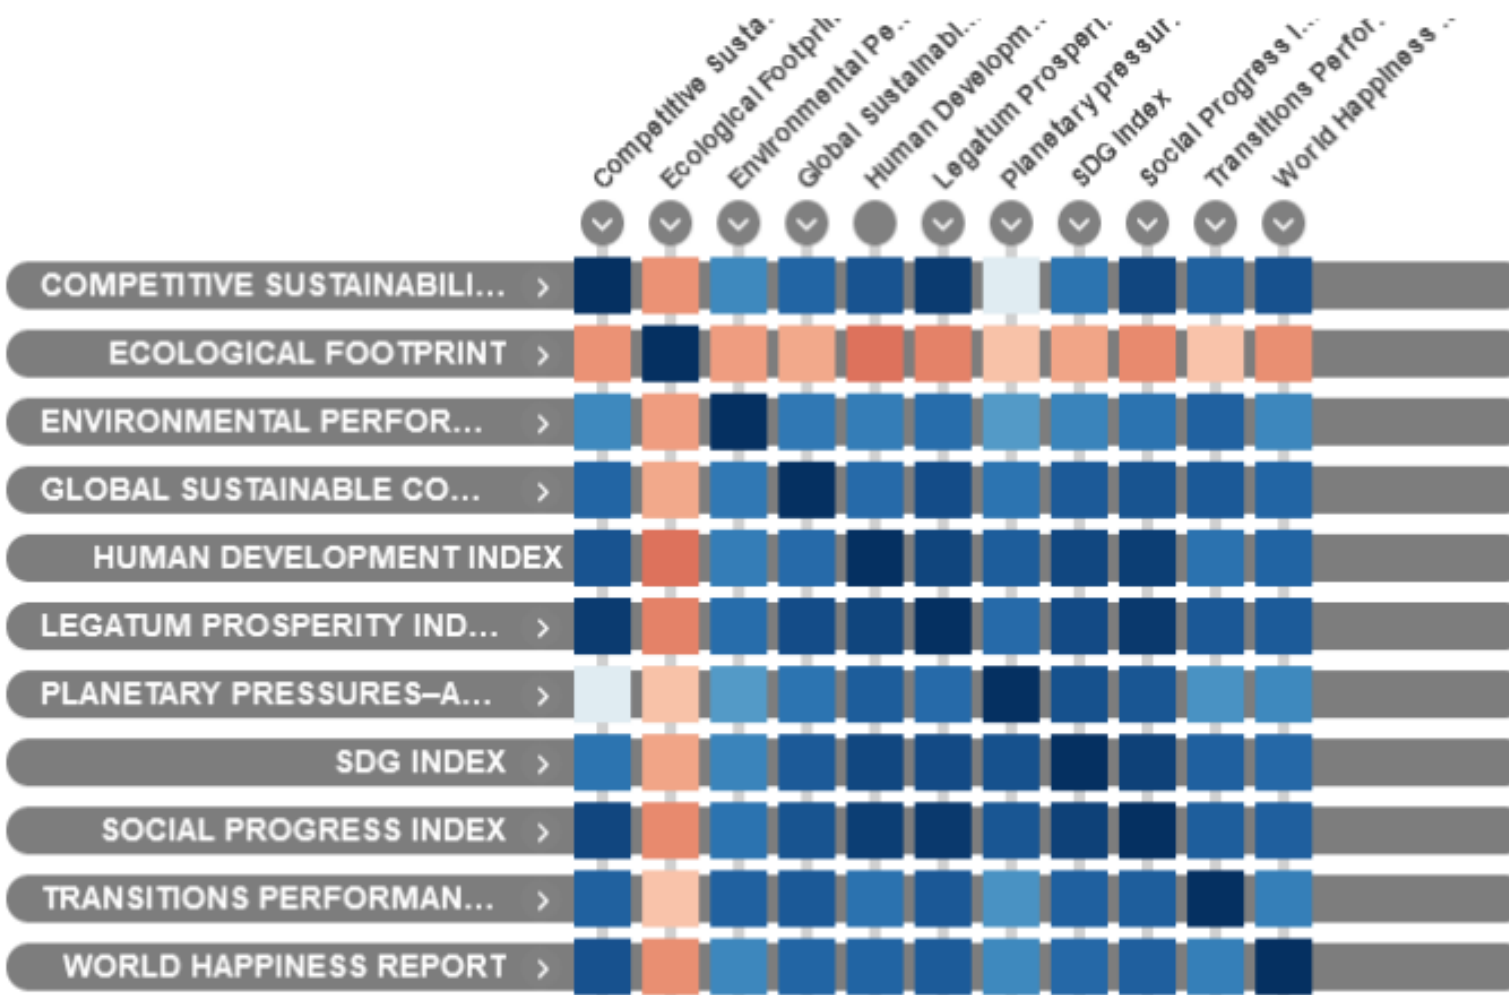 Competitive Susta..
Ecological Footprin
Environmental Pe..
Global Sustainabl...
Human Developm...
Legatum Prosperi.
Planetary pressur.
SDG Index
Social Progress I...
Transitions Perfor.
World Happiness ..
COMPETITIVE SUSTAINABILI...
ECOLOGICAL FOOTPRINT
ENVIRONMENTAL PERFOR...
GLOBAL SUSTAINABLE CO...
HUMAN DEVELOPMENT INDEX
LEGATUM PROSPERITY IND...
PLANETARY PRESSURES–A...
SDG INDEX
SOCIAL PROGRESS INDEX
TRANSITIONS PERFORMAN...
WORLD HAPPINESS REPORT